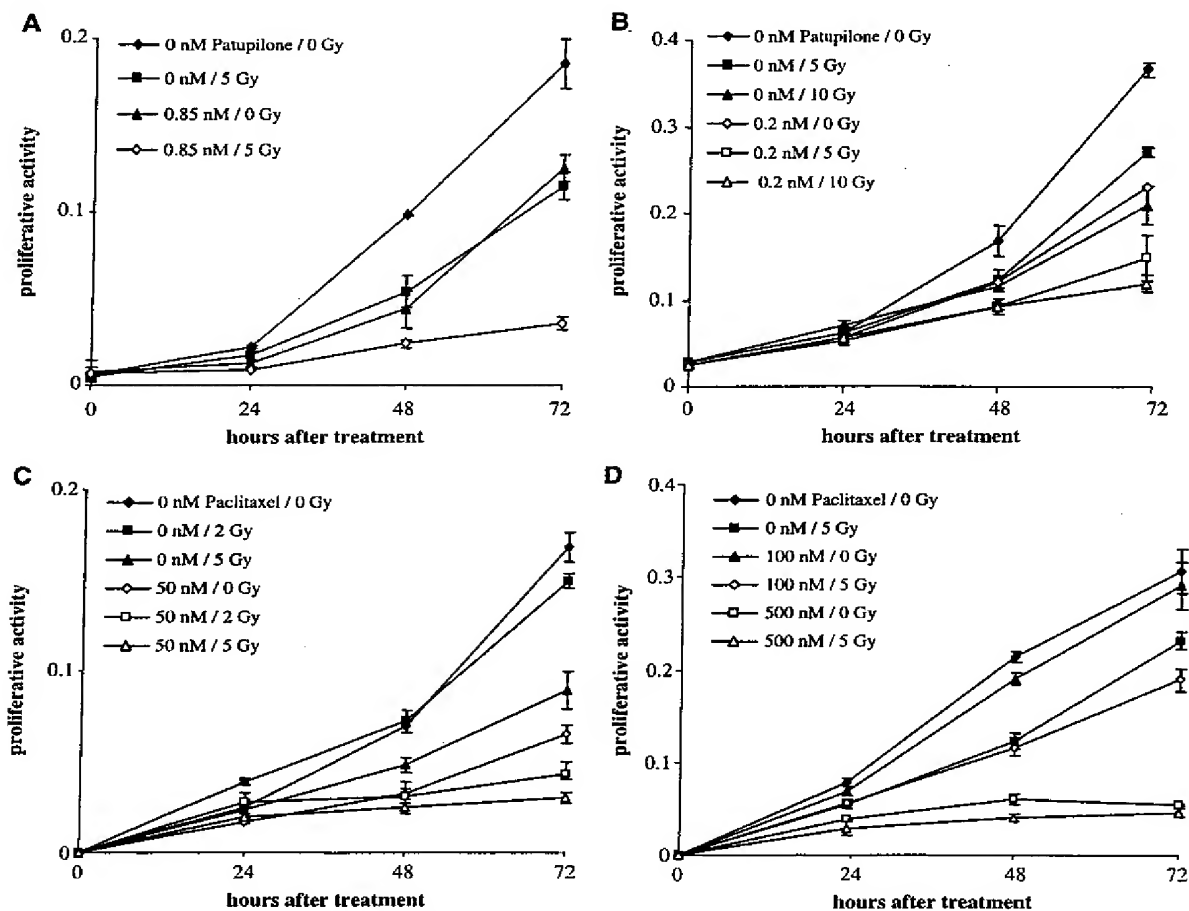 A
0.2
0 nM Patupilone / 0 Gy
0 nM / 5 Gy
0.85 nM / 0 Gy
0.85 nM / 5 Gy
0.1
0
proliferative activity
0 24 48 72
hours after treatment
B
0.4
0 nM Patupilone / 0 Gy
0 nM / 5 Gy
0 nM / 10 Gy
0.2 nM / 0 Gy
0.2 nM / 5 Gy
0.2 nM / 10 Gy
0.3
0.2
0.1
0
proliferative activity
0 24 48 72
hours after treatment
C
0.2
0 nM Paclitaxel / 0 Gy
0 nM / 2 Gy
0 nM / 5 Gy
50 nM / 0 Gy
50 nM / 2 Gy
50 nM / 5 Gy
0.1
0
proliferative activity
0 24 48 72
hours after treatment
D
0.4
0 nM Paclitaxel / 0 Gy
0 nM / 5 Gy
100 nM / 0 Gy
100 nM / 5 Gy
500 nM / 0 Gy
500 nM / 5 Gy
0.3
0.2
0.1
0
proliferative activity
0 24 48 72
hours after treatment